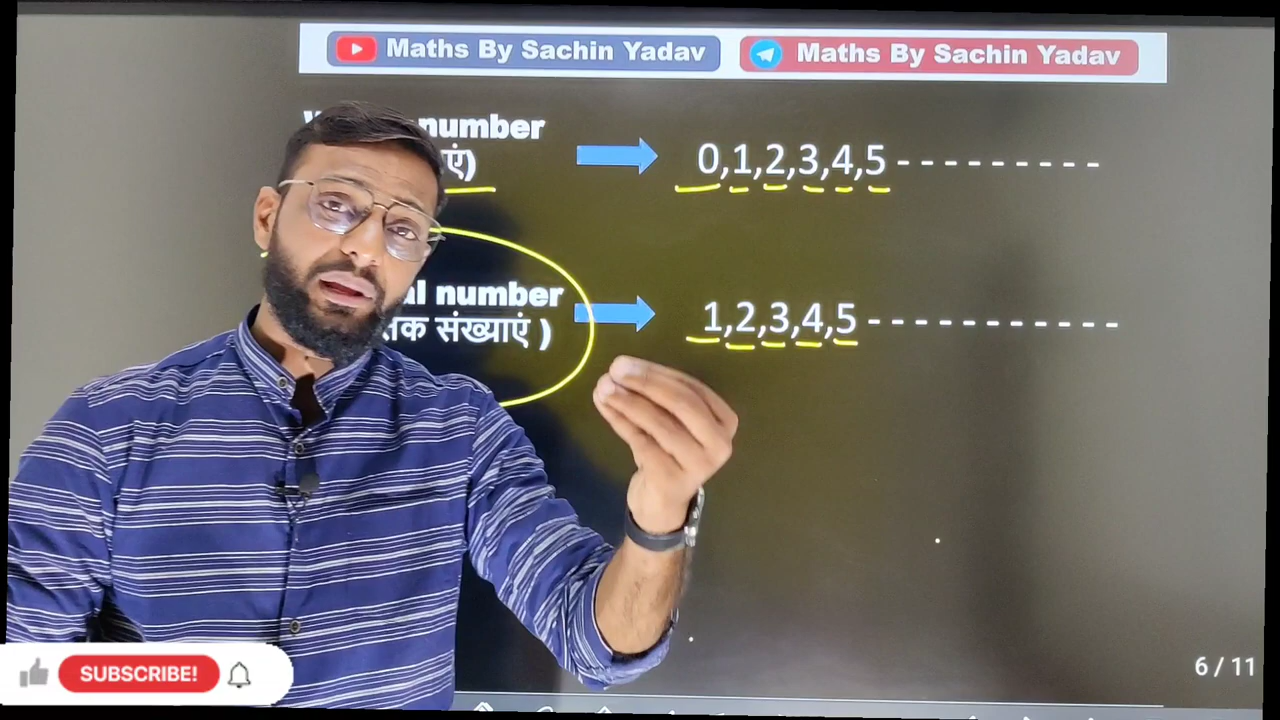 Maths By Sachin Yadav
Maths By Sachin Yadav
number
0,1,2,3,4,5 - - - - - - - - -
number
1,2,3,4,5 - - - - - - - - - - - -
संख्याएं )
SUBSCRIBE!
6 / 11